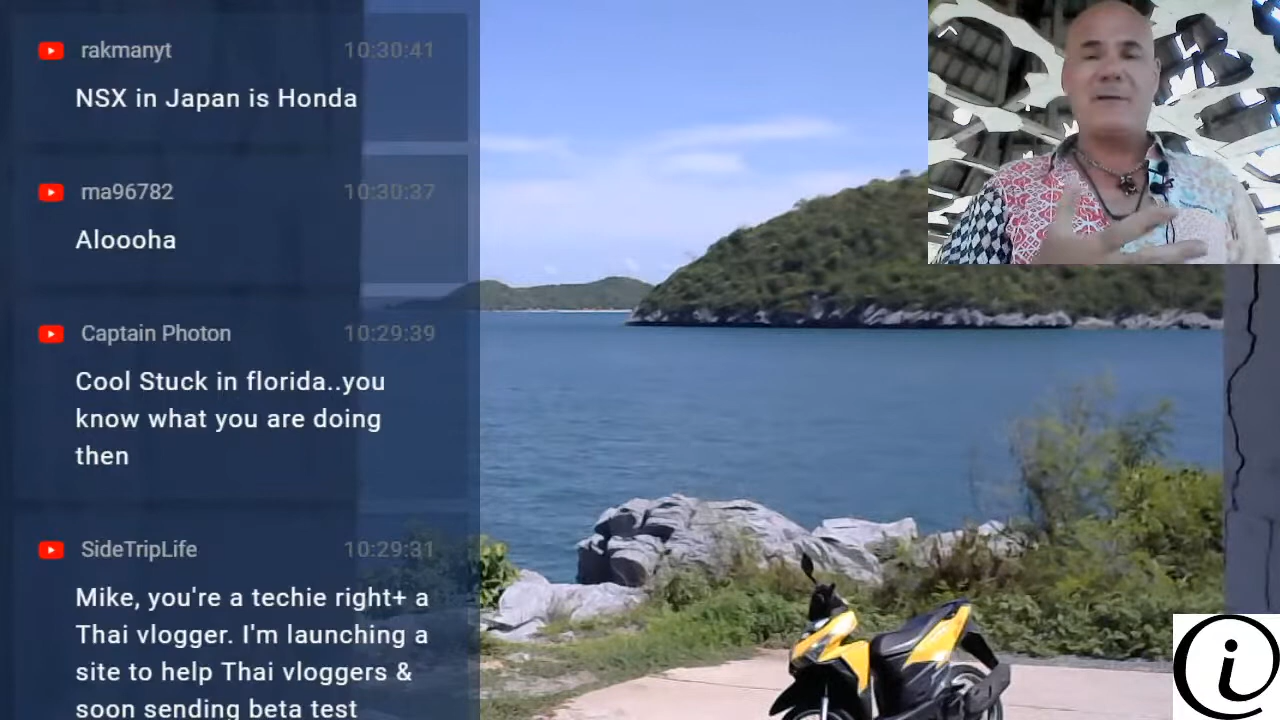 rakmanyt 10:30:41
NSX in Japan is Honda
ma96782 10:30:37
Aloooha
Captain Photon 10:29:39
Cool Stuck in florida..you
know what you are doing
then
SideTripLife 10:29:31
Mike, you're a techie right+ a
Thai vlogger. I'm launching a
site to help Thai vloggers &
soon sending beta test
i